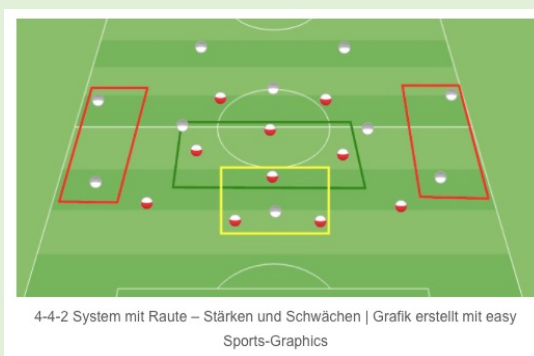 4-4-2 System mit Raute – Stärken und Schwächen | Grafik erstellt mit easy
Sports-Graphics